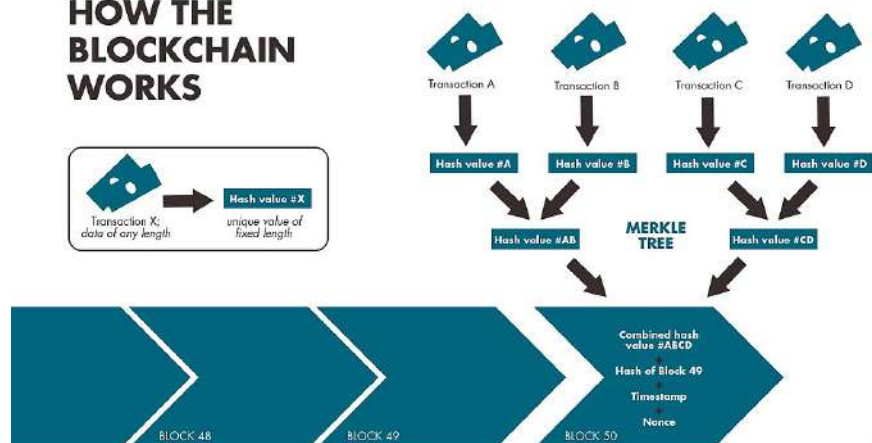 HOW THE
BLOCKCHAIN
WORKS
Transaction X;
data of any length
Hash value #X
unique value of
fixed length
Transaction A
Transaction B
Transaction C
Transaction D
Hash value #A
Hash value #B
Hash value #C
Hash value #D
Hash value #AB
MERKLE
TREE
Hash value #CD
BLOCK 48
BLOCK 49
BLOCK 50
Combined hash
value #ABCD
+
Hash of Block 49
+
Timestamp
+
Nonce